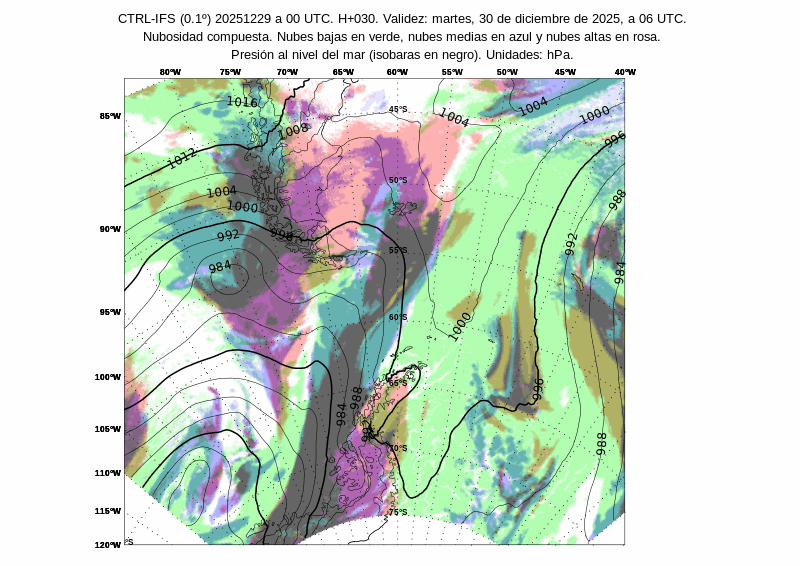 CTRL-IFS (0.1º) 20251229 a 00 UTC. H+030. Validez: martes, 30 de diciembre de 2025, a 06 UTC.
Nubosidad compuesta. Nubes bajas en verde, nubes medias en azul y nubes altas en rosa.
Presión al nivel del mar (isobaras en negro). Unidades: hPa.
80ºW 75ºW 70ºW 65ºW 60ºW 55ºW 50ºW 45ºW 40ºW
1016 1004 1000
45ºS 1004
85ºW 1008
996
1012
50ºS
1004 988
1000
90ºW 992 996 992
55ºS
984 984
95ºW 60ºS 1000
100ºW 65ºS 996
988
984
105ºW
70ºS 988
110ºW
115ºW 75ºS
120ºW ºS